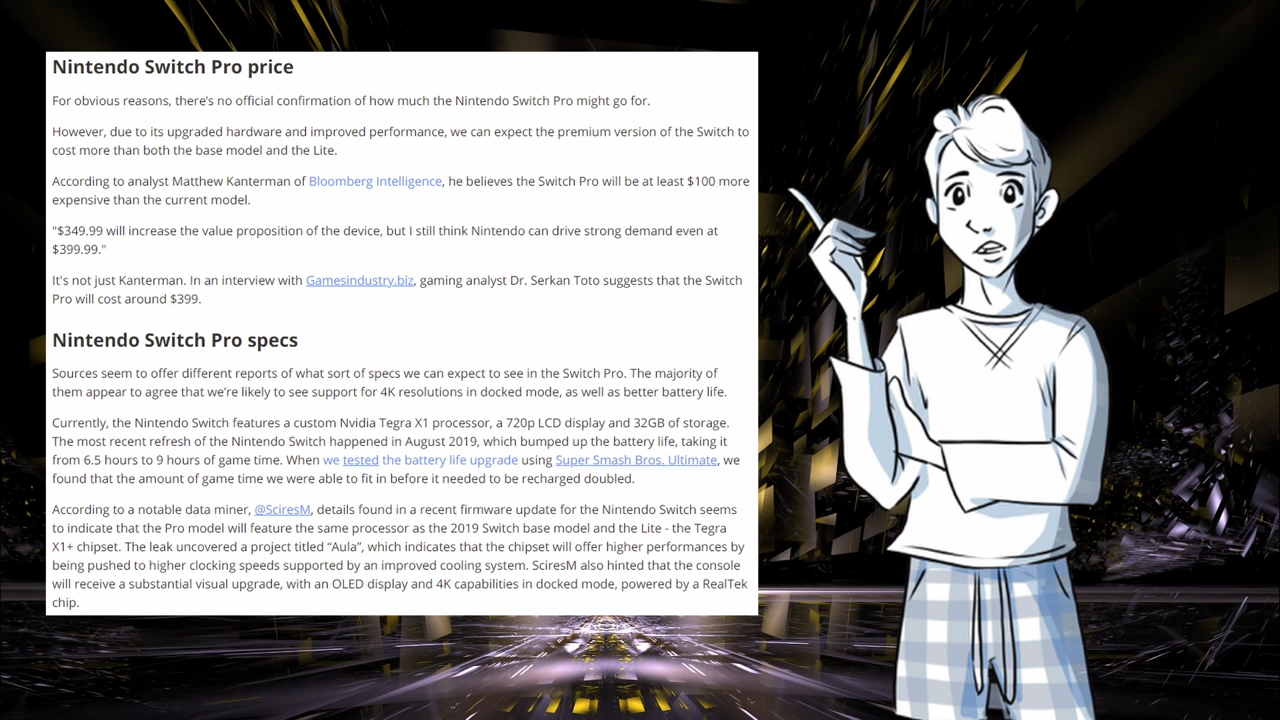 Nintendo Switch Pro price
For obvious reasons, there's no official confirmation of how much the Nintendo Switch Pro might go for.
However, due to its upgraded hardware and improved performance, we can expect the premium version of the Switch to
cost more than both the base model and the Lite.
According to analyst Matthew Kanterman of Bloomberg Intelligence, he believes the Switch Pro will be at least $100 more
expensive than the current model.
"$349.99 will increase the value proposition of the device, but I still think Nintendo can drive strong demand even at
$399.99."
It's not just Kanterman. In an interview with Gamesindustry.biz, gaming analyst Dr. Serkan Toto suggests that the Switch
Pro will cost around $399.
Nintendo Switch Pro specs
Sources seem to offer different reports of what sort of specs we can expect to see in the Switch Pro. The majority of
them appear to agree that we're likely to see support for 4K resolutions in docked mode, as well as better battery life.
Currently, the Nintendo Switch features a custom Nvidia Tegra X1 processor, a 720p LCD display and 32GB of storage.
The most recent refresh of the Nintendo Switch happened in August 2019, which bumped up the battery life, taking it
from 6.5 hours to 9 hours of game time. When we tested the battery life upgrade using Super Smash Bros. Ultimate, we
found that the amount of game time we were able to fit in before it needed to be recharged doubled.
According to a notable data miner, @SciresM, details found in a recent firmware update for the Nintendo Switch seems
to indicate that the Pro model will feature the same processor as the 2019 Switch base model and the Lite - the Tegra
X1+ chipset. The leak uncovered a project titled “Aula”, which indicates that the chipset will offer higher performances by
being pushed to higher clocking speeds supported by an improved cooling system. SciresM also hinted that the console
will receive a substantial visual upgrade, with an OLED display and 4K capabilities in docked mode, powered by a RealTek
chip.